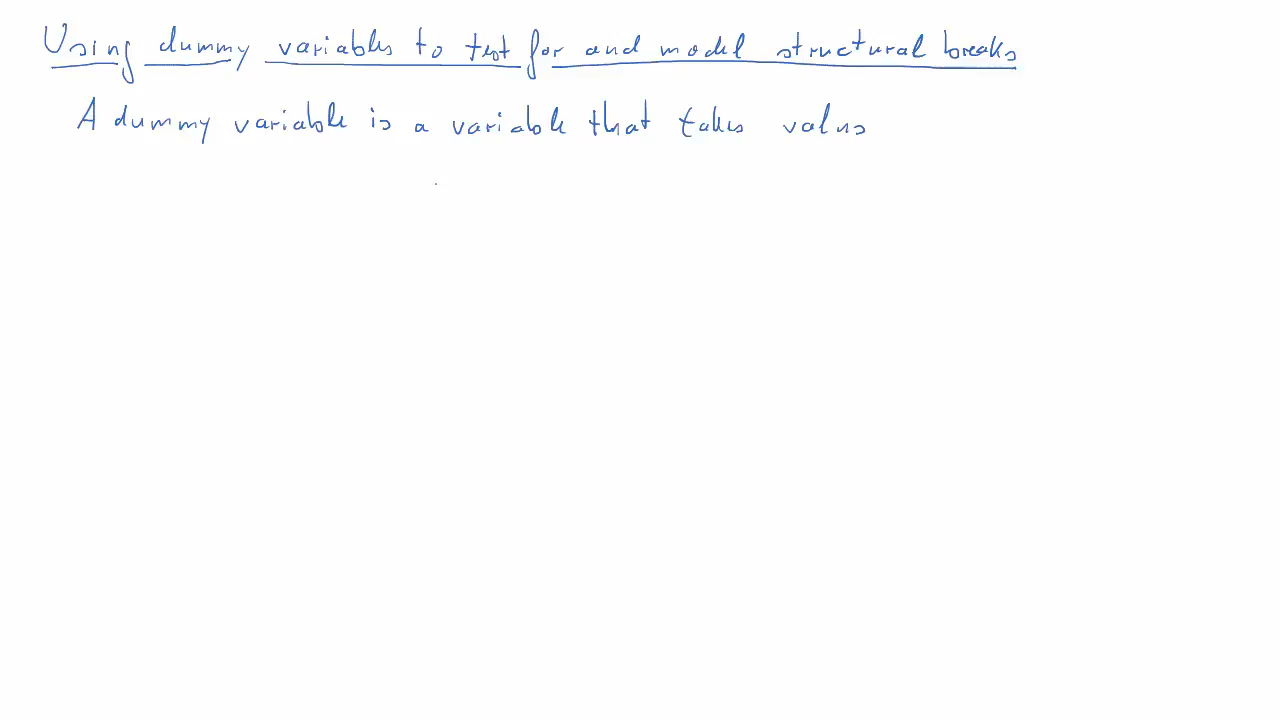 Using dummy variables to test for and model structural breaks
A dummy variable is a variable that takes values